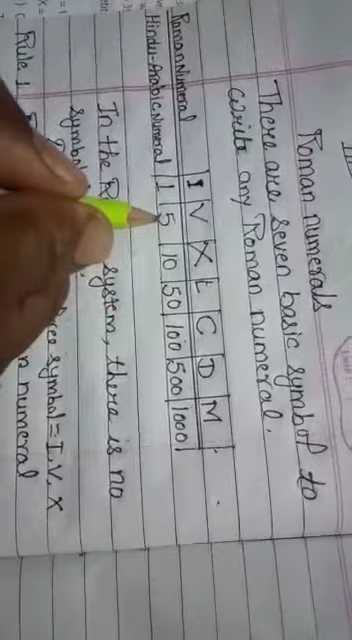 Roman numerals
There are seven basic symbol to
write any Roman numeral.
Roman Numeral I V X L C D M
Hindu-Arabic Numeral 1 5 10 50 100 500 1000
In the system, there is no
symbol
symbol = I, V, X
Rule 1 numeral